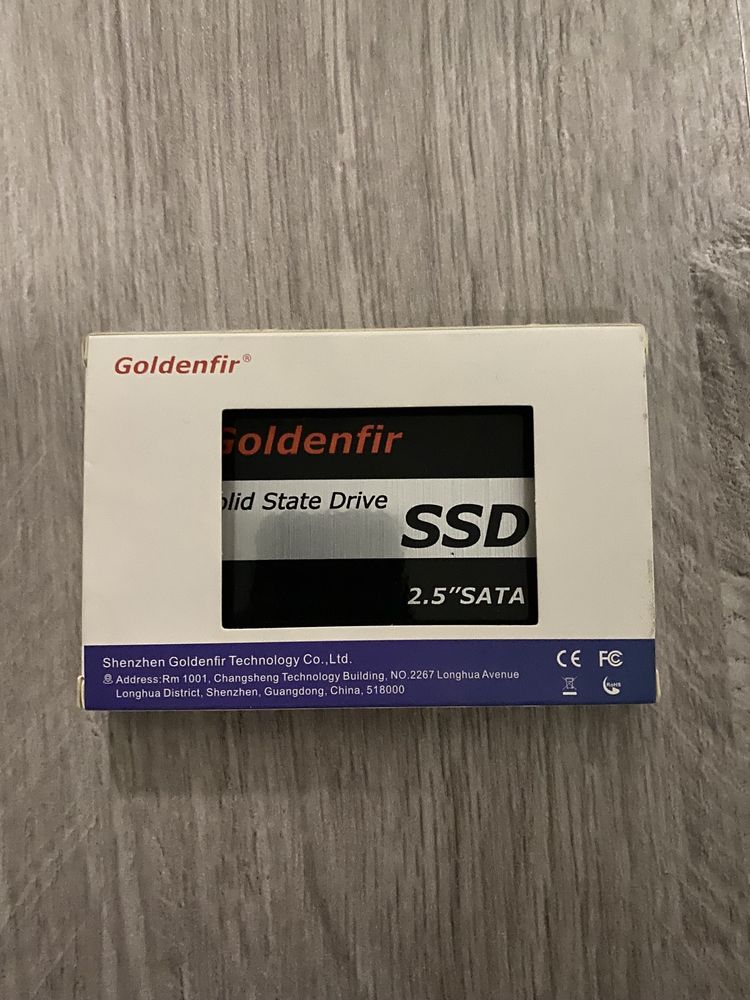 Goldenfir®
Goldenfir
olid State Drive
SSD
2.5"SATA
Shenzhen Goldenfir Technology Co.,Ltd.
Address:Rm 1001, Changsheng Technology Building, NO.2267 Longhua Avenue
Longhua District, Shenzhen, Guangdong, China, 518000
CE FC
RoHS